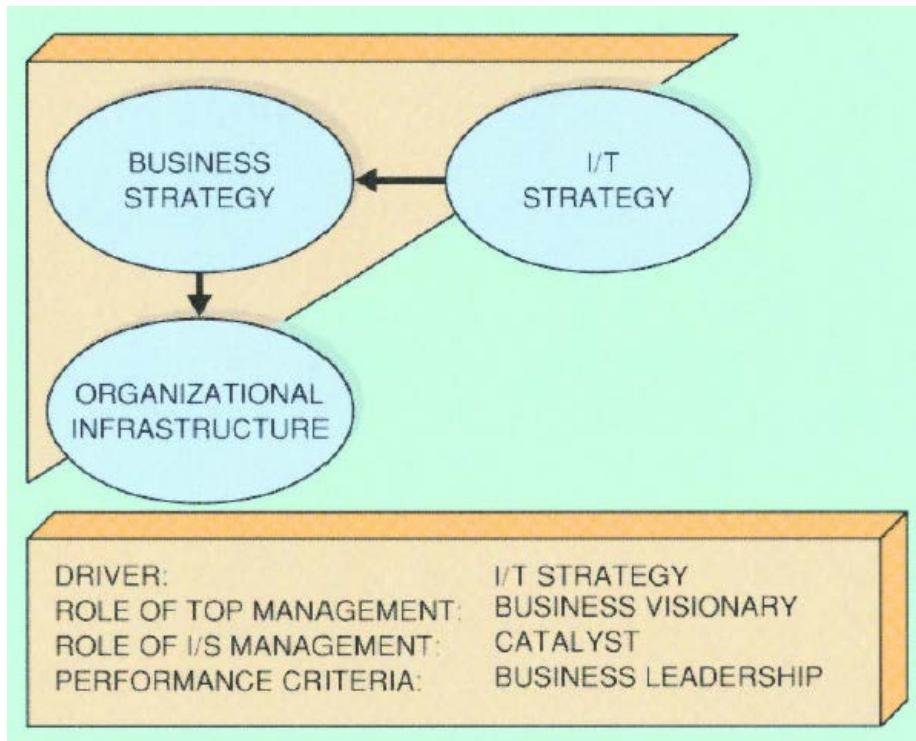 BUSINESS
STRATEGY
I/T
STRATEGY
ORGANIZATIONAL
INFRASTRUCTURE
DRIVER: I/T STRATEGY
ROLE OF TOP MANAGEMENT: BUSINESS VISIONARY
ROLE OF I/S MANAGEMENT: CATALYST
PERFORMANCE CRITERIA: BUSINESS LEADERSHIP